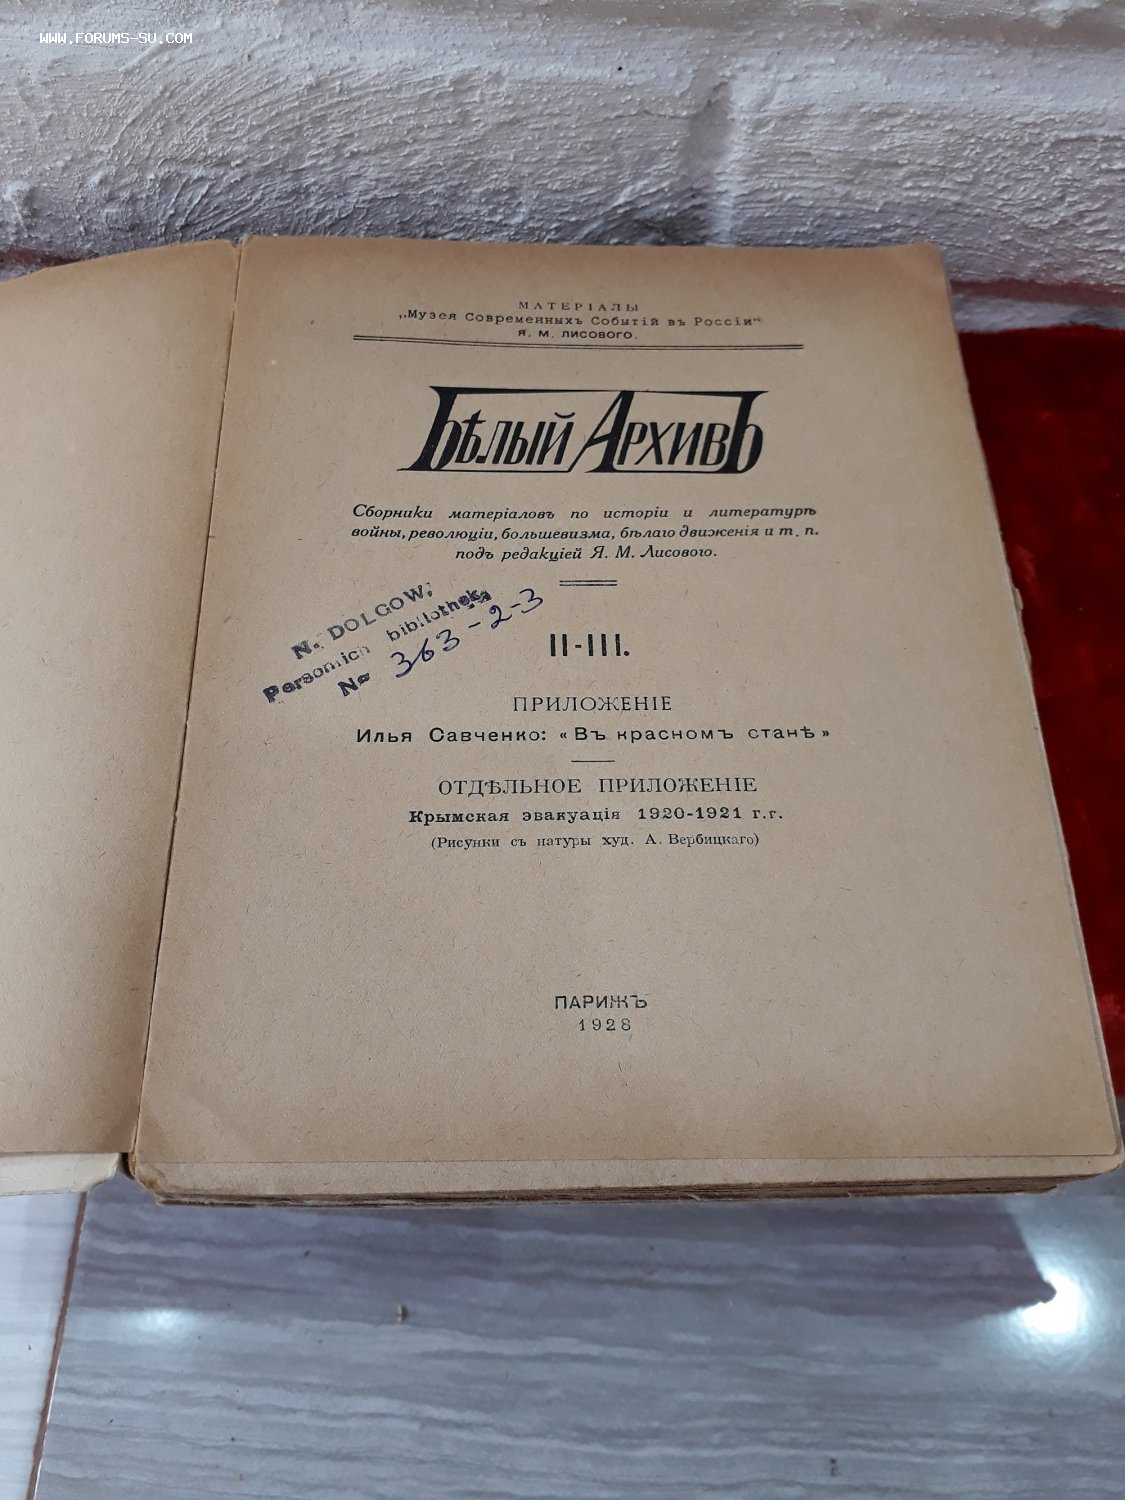 WWW.FORUMS-SU.COM
МАТЕРІАЛЫ
„Музея Современныхъ Событій въ Россіи“
Я. М. ЛИСОВОГО.
БѢЛЫЙ АРХИВЪ
Сборники матеріаловъ по исторіи и литературѣ
войны, революціи, большевизма, бѣлаго движенія и т. п.
подъ редакціей Я. М. Лисового.
N. DOLGOW,
Personlich bibliothek
№ 363-2-3
II-III.
ПРИЛОЖЕНІЕ
Илья Савченко: « Въ красномъ станѣ »
ОТДѢЛЬНОЕ ПРИЛОЖЕНІЕ
Крымская эвакуація 1920-1921 г.г.
(Рисунки съ натуры худ. А. Вербицкаго)
ПАРИЖЪ
1928